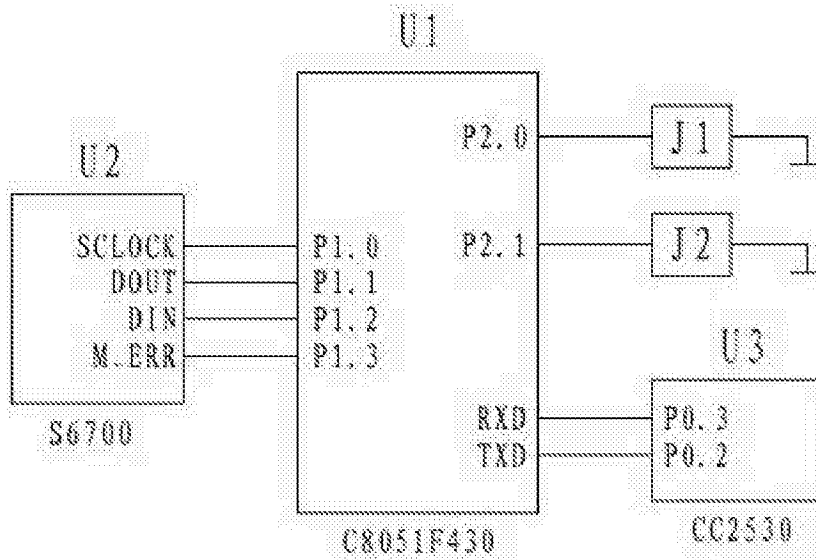 U1
P2.0
J1
U2
SCLOCK
P1.0
P2.1
J2
DOUT
P1.1
DIN
P1.2
M_ERR
P1.3
U3
RXD
P0.3
S6700
TXD
P0.2
C8051F430
CC2530